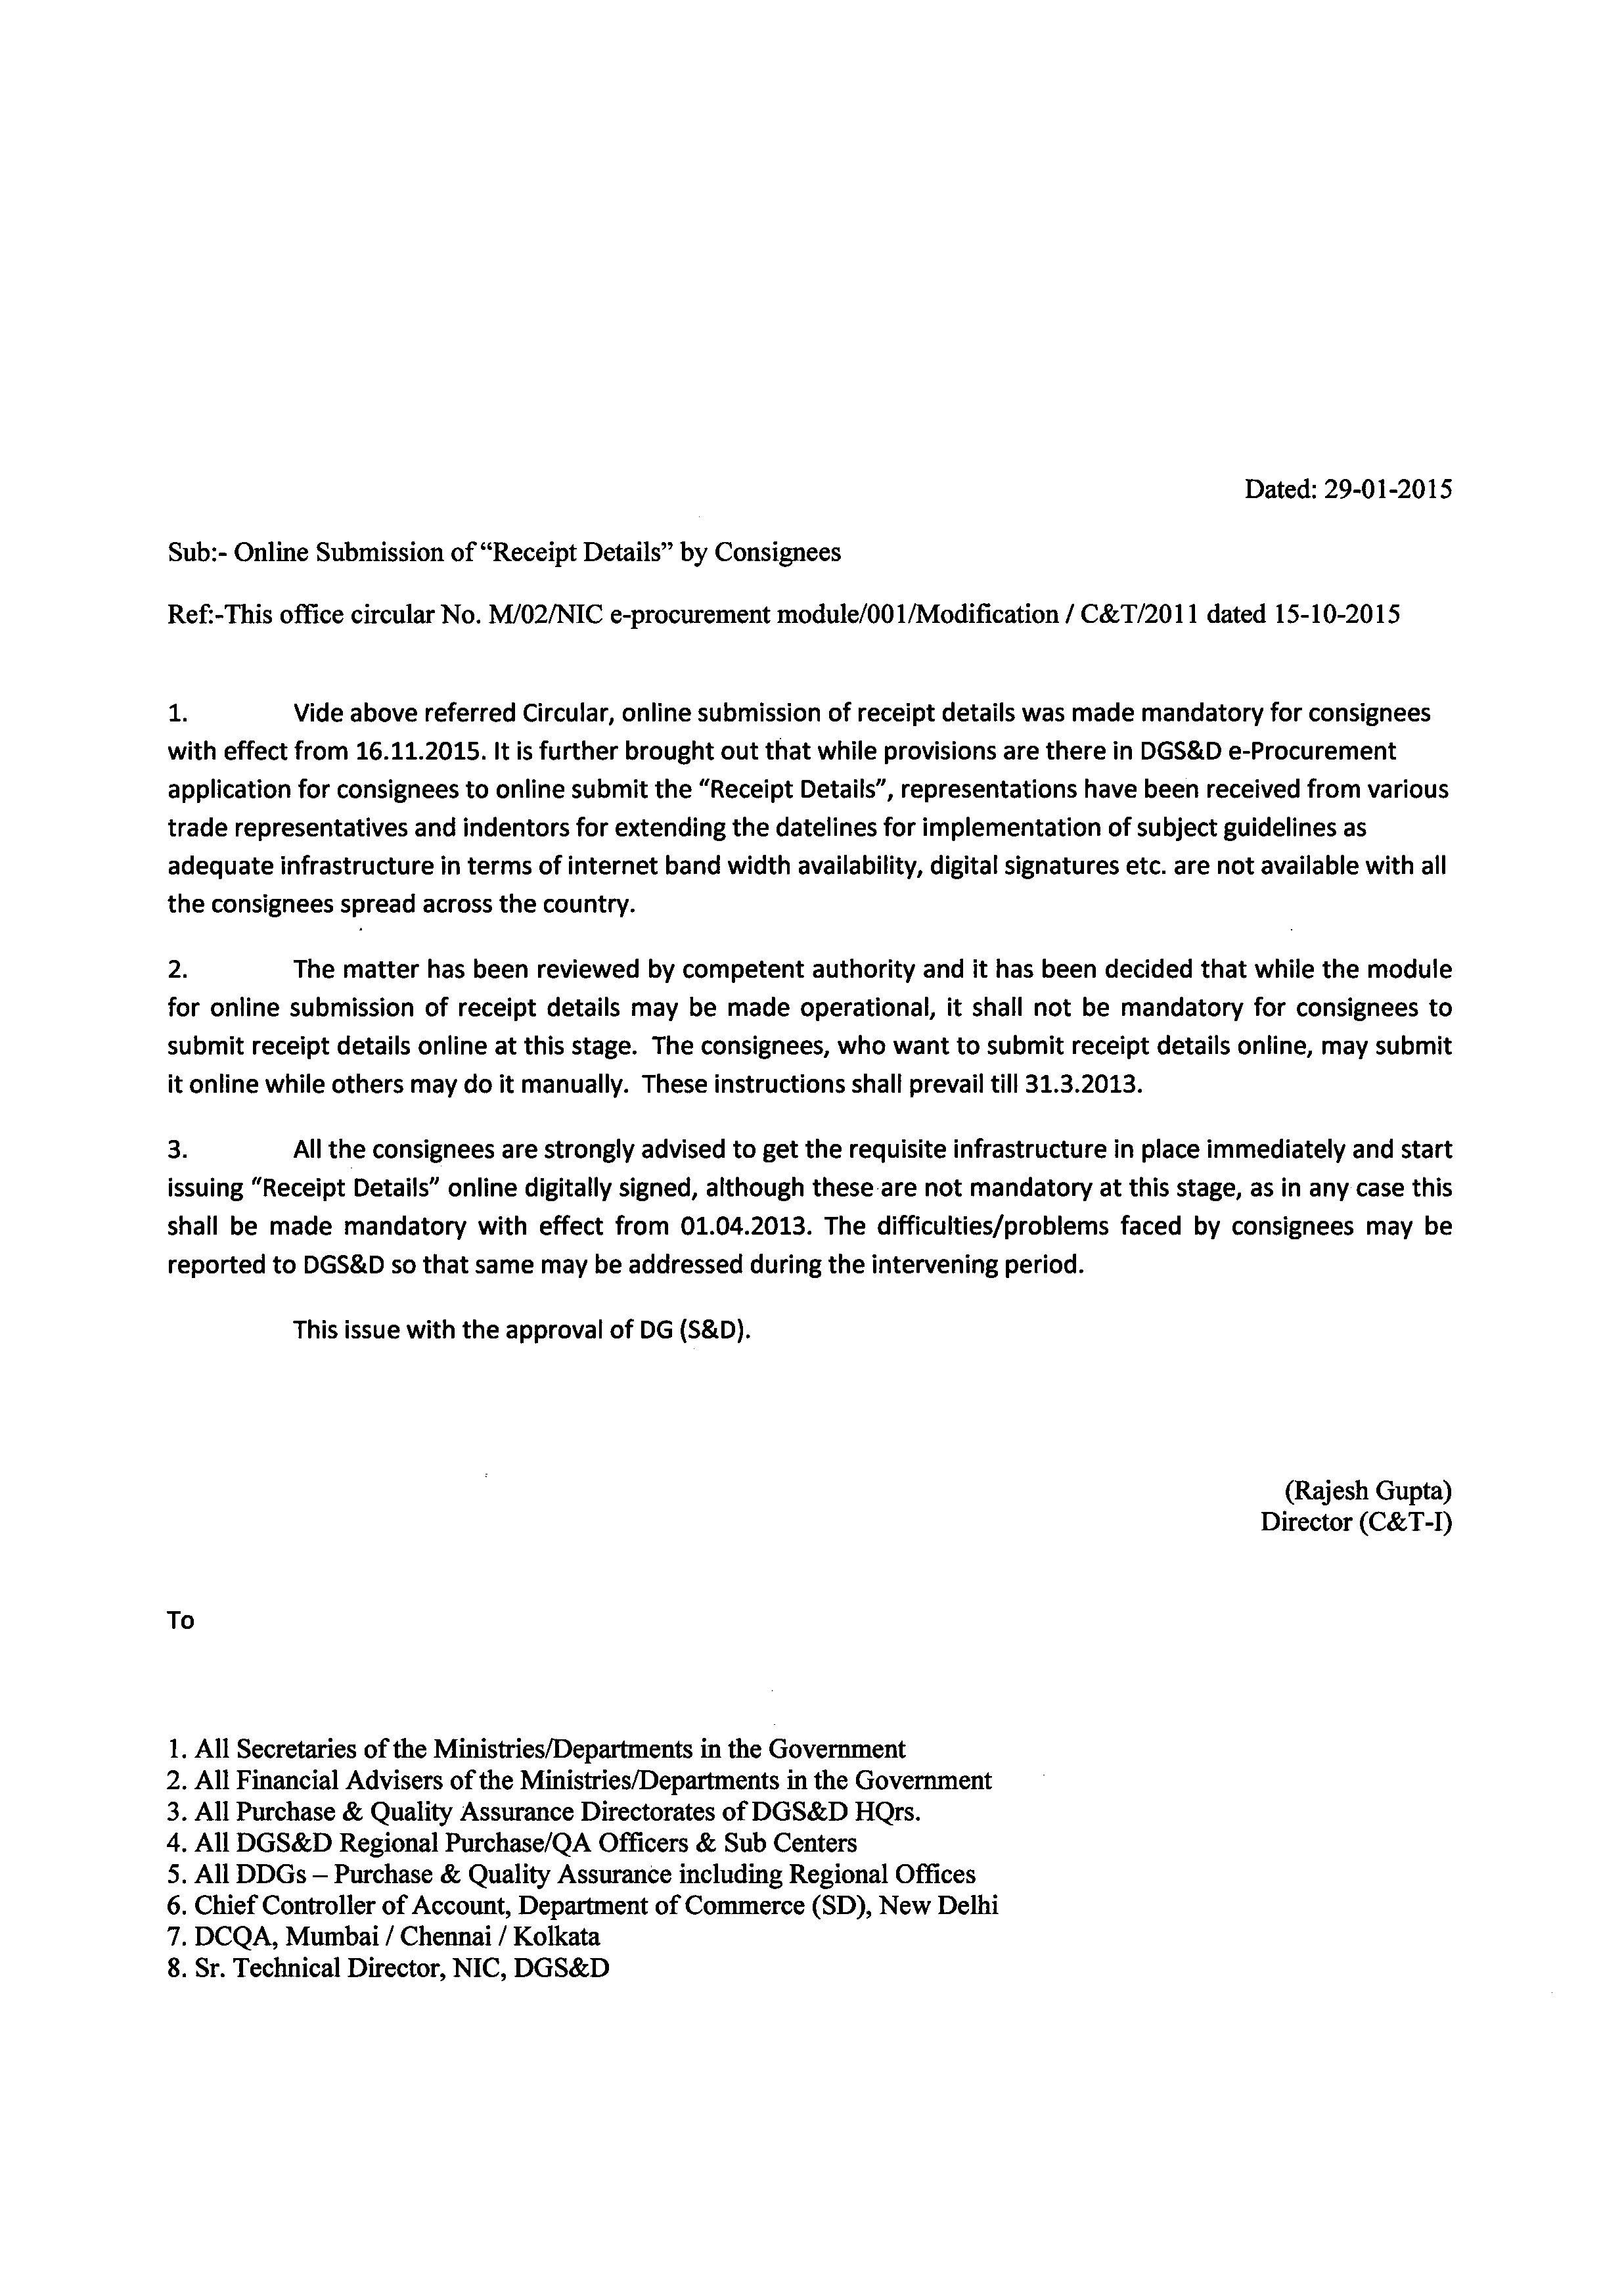 Dated: 29-01-2015
Sub:- Online Submission of “Receipt Details” by Consignees
Ref:-This office circular No. M/02/NIC e-procurement module/001/Modification / C&T/2011 dated 15-10-2015
1. Vide above referred Circular, online submission of receipt details was made mandatory for consignees
with effect from 16.11.2015. It is further brought out that while provisions are there in DGS&D e-Procurement
application for consignees to online submit the “Receipt Details”, representations have been received from various
trade representatives and indentors for extending the datelines for implementation of subject guidelines as
adequate infrastructure in terms of internet band width availability, digital signatures etc. are not available with all
the consignees spread across the country.
2. The matter has been reviewed by competent authority and it has been decided that while the module
for online submission of receipt details may be made operational, it shall not be mandatory for consignees to
submit receipt details online at this stage. The consignees, who want to submit receipt details online, may submit
it online while others may do it manually. These instructions shall prevail till 31.3.2013.
3. All the consignees are strongly advised to get the requisite infrastructure in place immediately and start
issuing “Receipt Details” online digitally signed, although these are not mandatory at this stage, as in any case this
shall be made mandatory with effect from 01.04.2013. The difficulties/problems faced by consignees may be
reported to DGS&D so that same may be addressed during the intervening period.
This issue with the approval of DG (S&D).
(Rajesh Gupta)
Director (C&T-I)
To
1. All Secretaries of the Ministries/Departments in the Government
2. All Financial Advisers of the Ministries/Departments in the Government
3. All Purchase & Quality Assurance Directorates of DGS&D HQrs.
4. All DGS&D Regional Purchase/QA Officers & Sub Centers
5. All DDGs – Purchase & Quality Assurance including Regional Offices
6. Chief Controller of Account, Department of Commerce (SD), New Delhi
7. DCQA, Mumbai / Chennai / Kolkata
8. Sr. Technical Director, NIC, DGS&D